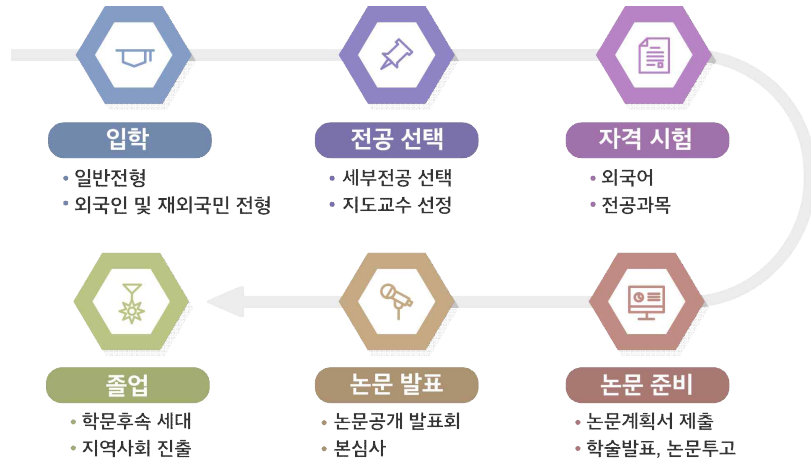 입학
일반전형
외국인 및 재외국민 전형
전공 선택
세부전공 선택
지도교수 선정
자격 시험
외국어
전공과목
논문 준비
논문계획서 제출
학술발표, 논문투고
논문 발표
논문공개 발표회
본심사
졸업
학문후속 세대
지역사회 진출